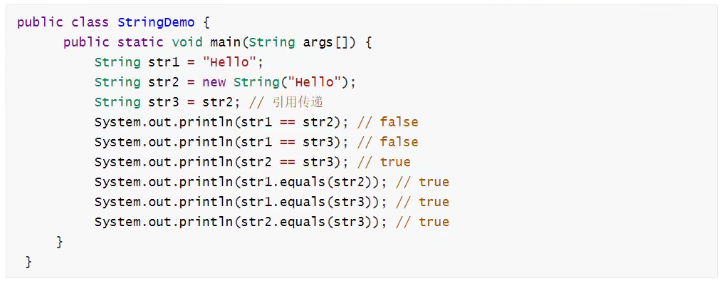 public class StringDemo {
public static void main(String args[]) {
String str1 = "Hello";
String str2 = new String("Hello");
String str3 = str2; // 引用传递
System.out.println(str1 == str2); // false
System.out.println(str1 == str3); // false
System.out.println(str2 == str3); // true
System.out.println(str1.equals(str2)); // true
System.out.println(str1.equals(str3)); // true
System.out.println(str2.equals(str3)); // true
}
}